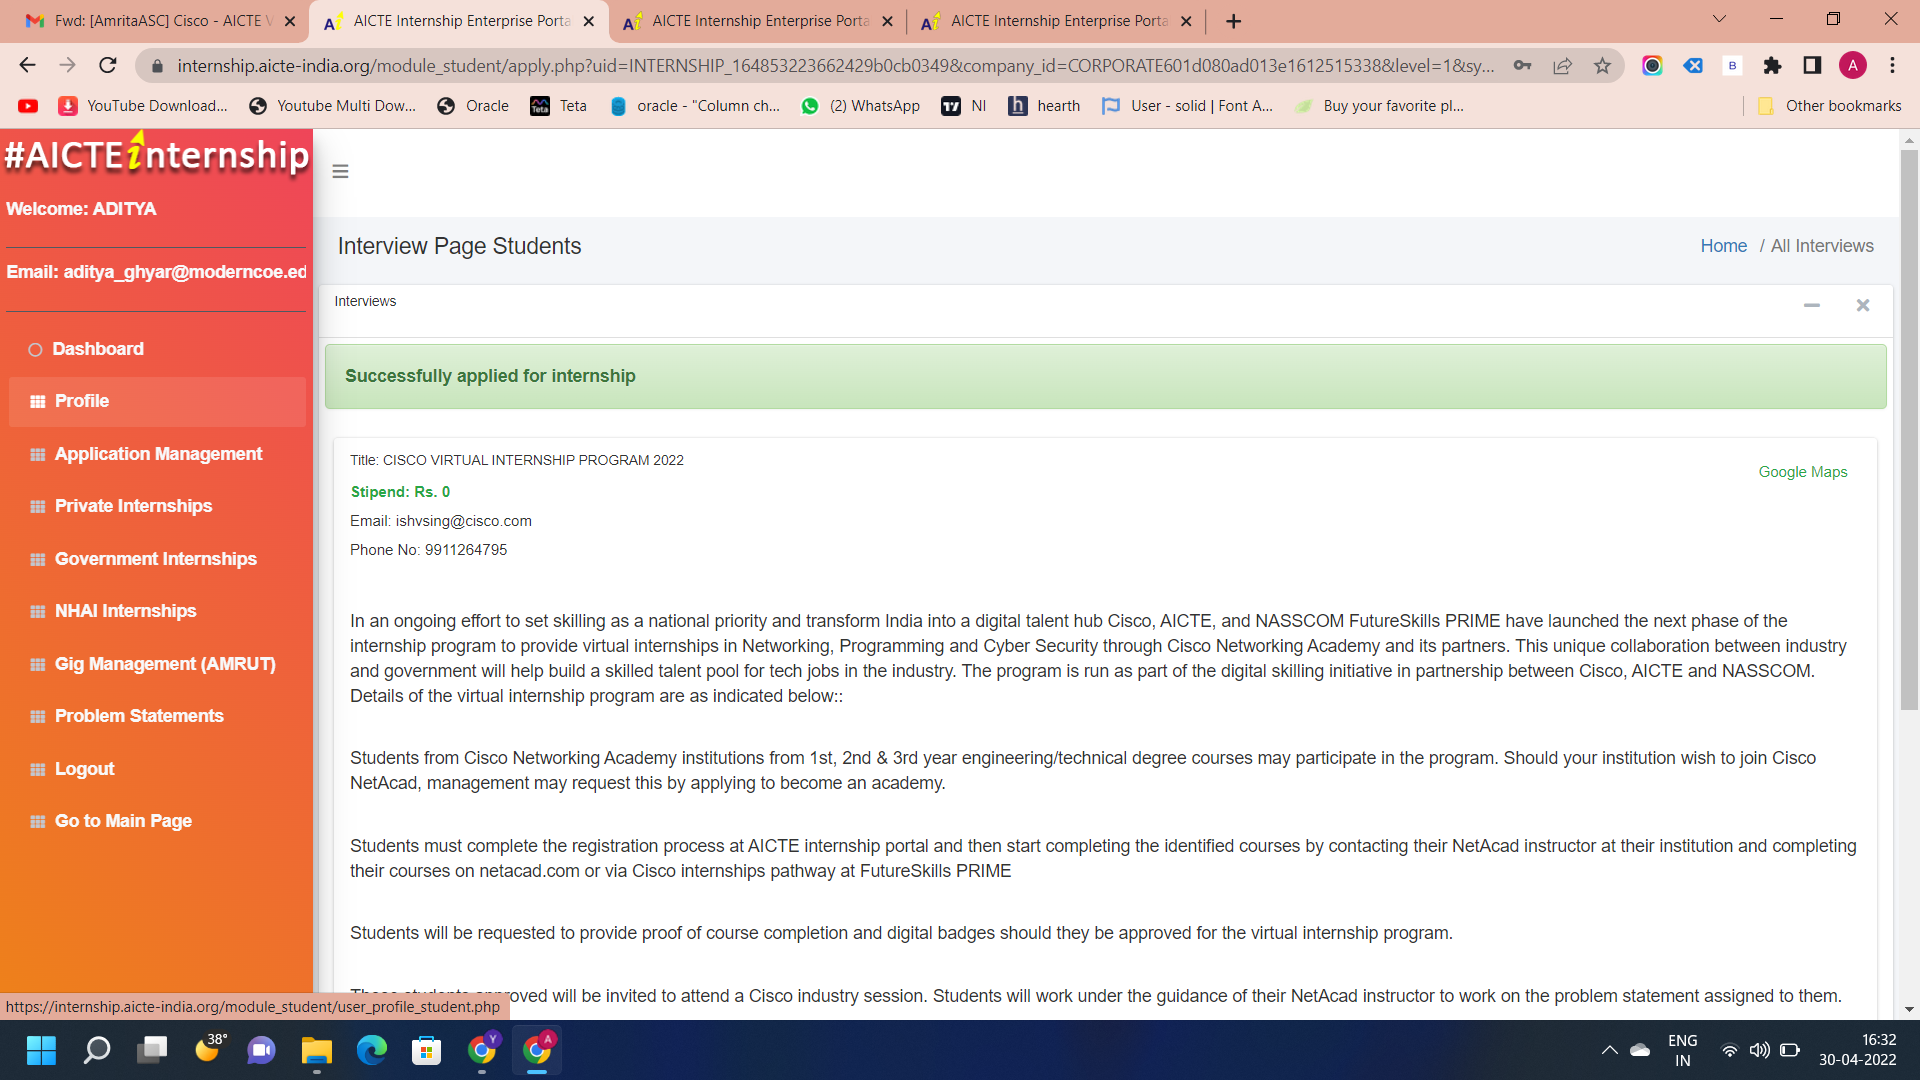 Fwd: [AmritaASC] Cisco - AICTE V
AICTE Internship Enterprise Porta
AICTE Internship Enterprise Porta
AICTE Internship Enterprise Porta
internship.aicte-india.org/module_student/apply.php?uid=INTERNSHIP_164853223662429b0cb0349&company_id=CORPORATE601d080ad013e1612515338&level=1&sy...
B
A
YouTube Download...
Youtube Multi Dow...
Oracle
Teta
oracle - "Column ch...
(2) WhatsApp
NI
hearth
User - solid | Font A...
Buy your favorite pl...
Other bookmarks
#AICTEinternship
Welcome: ADITYA
Email: aditya_ghyar@moderncoe.ed
Dashboard
Profile
Application Management
Private Internships
Government Internships
NHAI Internships
Gig Management (AMRUT)
Problem Statements
Logout
Go to Main Page
Interview Page Students
Home / All Interviews
Interviews
Successfully applied for internship
Title: CISCO VIRTUAL INTERNSHIP PROGRAM 2022
Google Maps
Stipend: Rs. 0
Email: ishvsing@cisco.com
Phone No: 9911264795
In an ongoing effort to set skilling as a national priority and transform India into a digital talent hub Cisco, AICTE, and NASSCOM FutureSkills PRIME have launched the next phase of the
internship program to provide virtual internships in Networking, Programming and Cyber Security through Cisco Networking Academy and its partners. This unique collaboration between industry
and government will help build a skilled talent pool for tech jobs in the industry. The program is run as part of the digital skilling initiative in partnership between Cisco, AICTE and NASSCOM.
Details of the virtual internship program are as indicated below::
Students from Cisco Networking Academy institutions from 1st, 2nd & 3rd year engineering/technical degree courses may participate in the program. Should your institution wish to join Cisco
NetAcad, management may request this by applying to become an academy.
Students must complete the registration process at AICTE internship portal and then start completing the identified courses by contacting their NetAcad instructor at their institution and completing
their courses on netacad.com or via Cisco internships pathway at FutureSkills PRIME
Students will be requested to provide proof of course completion and digital badges should they be approved for the virtual internship program.
Those students approved will be invited to attend a Cisco industry session. Students will work under the guidance of their NetAcad instructor to work on the problem statement assigned to them.
https://internship.aicte-india.org/module_student/user_profile_student.php
38°
Y
A
ENG
IN
16:32
30-04-2022